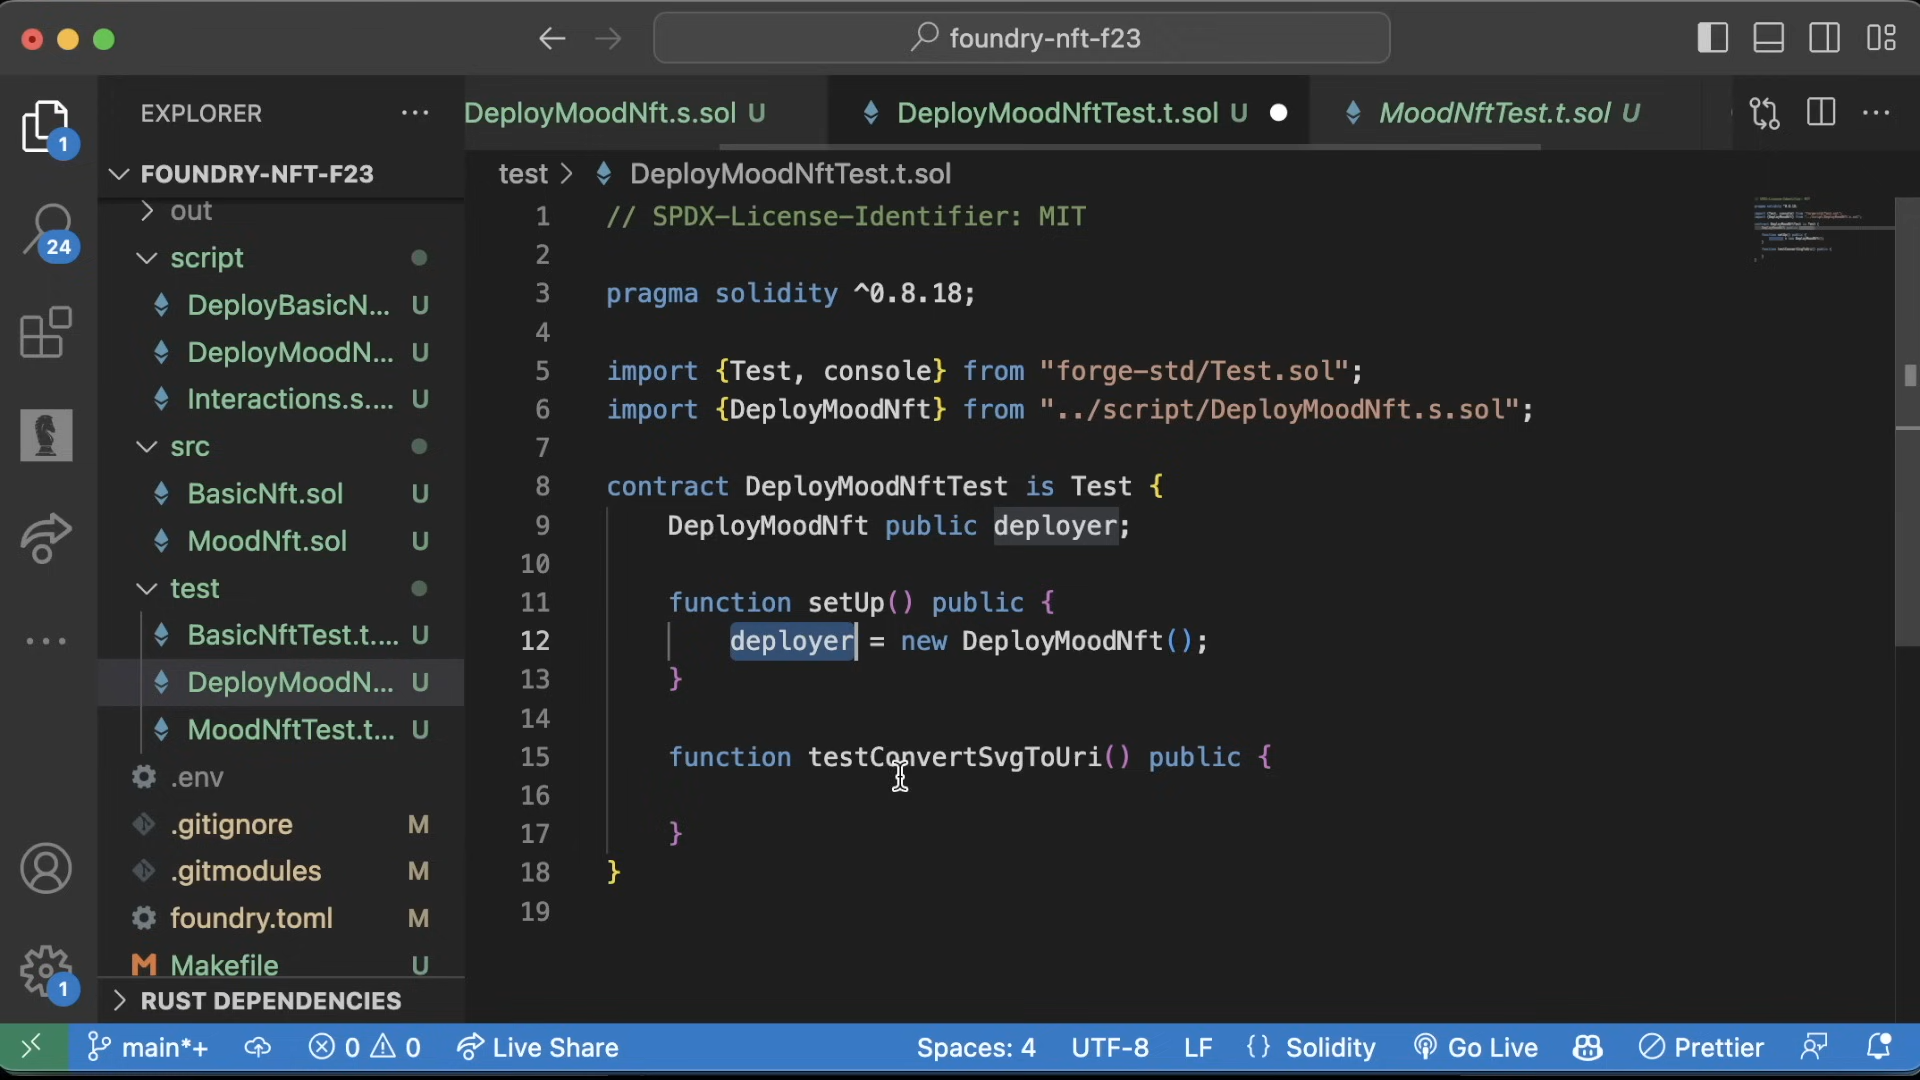 foundry-nft-f23
EXPLORER
DeployMoodNft.s.sol U
DeployMoodNftTest.t.sol U
MoodNftTest.t.sol U
FOUNDRY-NFT-F23
test > DeployMoodNftTest.t.sol
out
script
DeployBasicN... U
DeployMoodN... U
Interactions.s.... U
src
BasicNft.sol U
MoodNft.sol U
test
BasicNftTest.t.... U
DeployMoodN... U
MoodNftTest.t... U
.env
.gitignore M
.gitmodules M
foundry.toml M
Makefile U
RUST DEPENDENCIES
1
24
1
1 // SPDX-License-Identifier: MIT
2
3 pragma solidity ^0.8.18;
4
5 import {Test, console} from "forge-std/Test.sol";
6 import {DeployMoodNft} from "../script/DeployMoodNft.s.sol";
7
8 contract DeployMoodNftTest is Test {
9 DeployMoodNft public deployer;
10
11 function setUp() public {
12 deployer = new DeployMoodNft();
13 }
14
15 function testConvertSvgToUri() public {
16
17 }
18 }
19
main*+ 0 0 Live Share Spaces: 4 UTF-8 LF {} Solidity Go Live Prettier